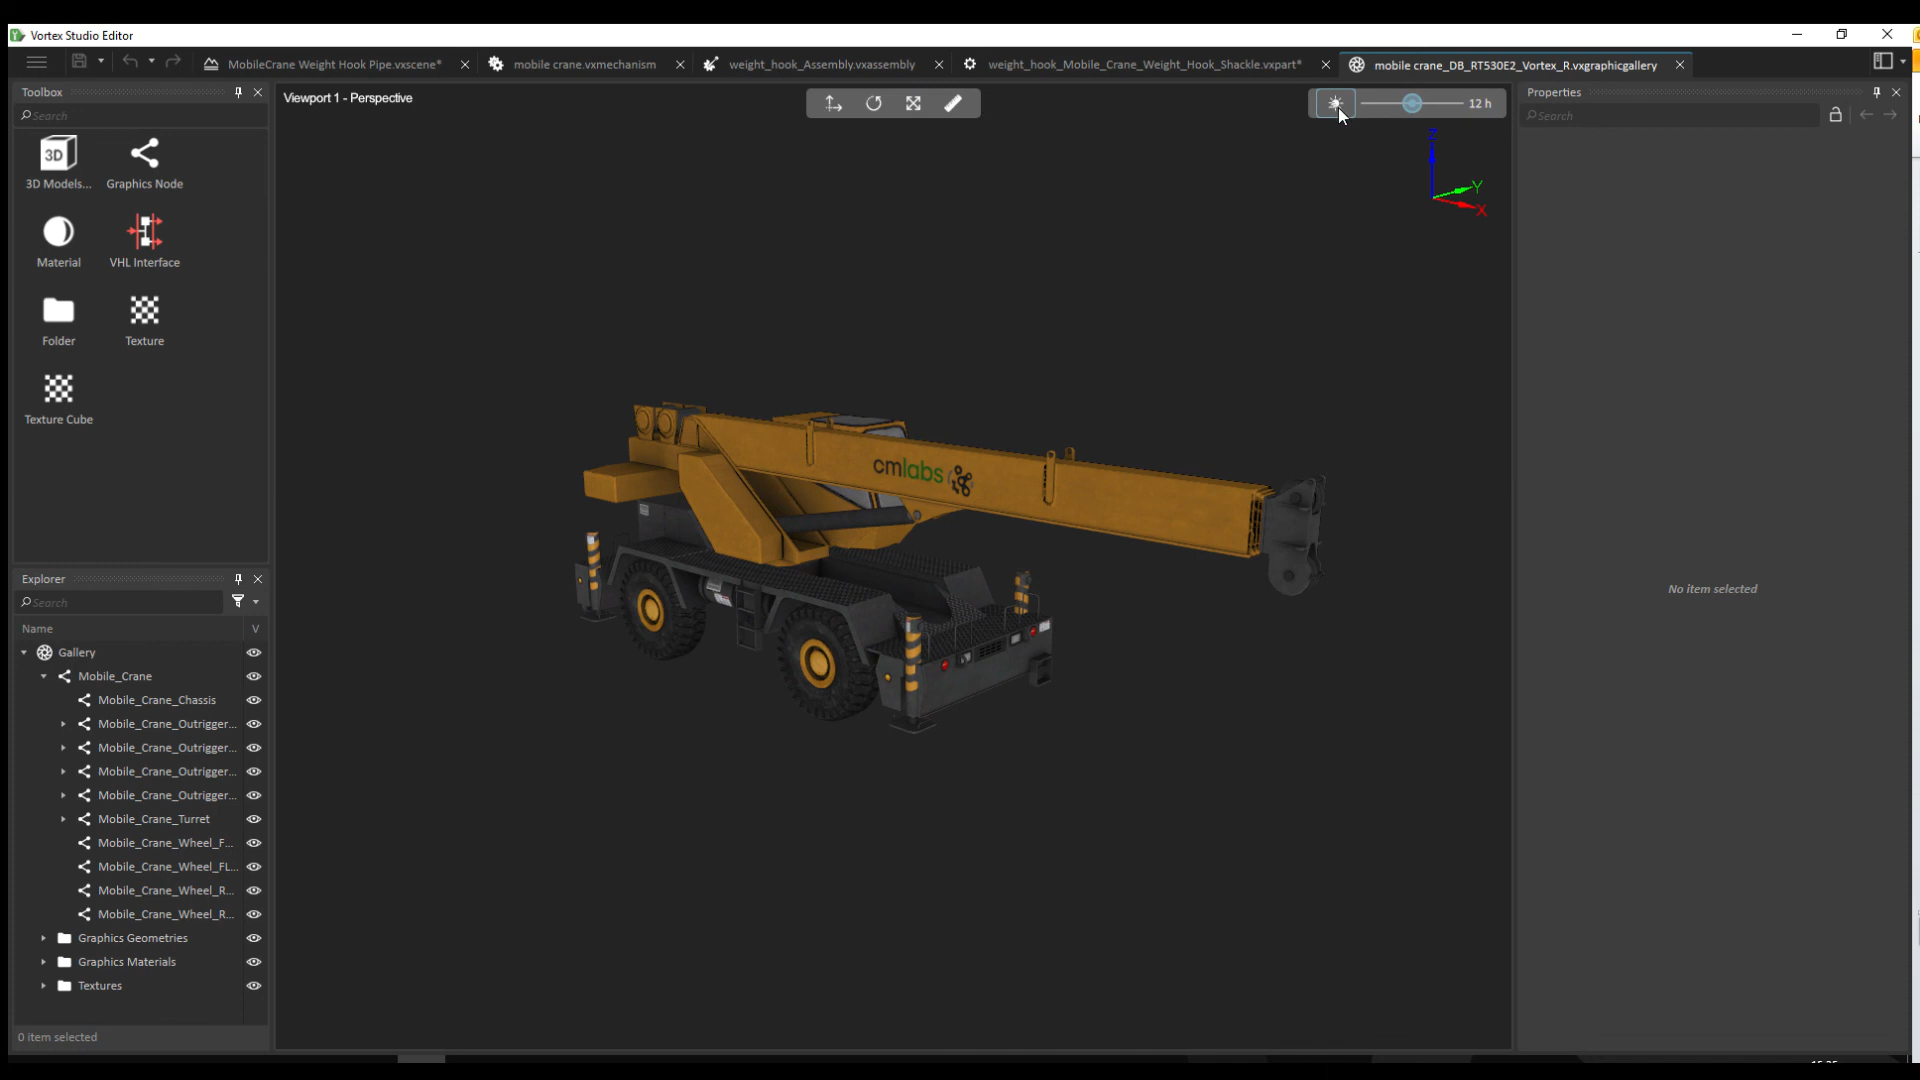 Vortex Studio Editor
MobileCrane Weight Hook Pipe.vxscene*
mobile crane.vxmechanism
weight_hook_Assembly.vxassembly
weight_hook_Mobile_Crane_Weight_Hook_Shackle.vxpart*
mobile crane_DB_RT530E2_Vortex_R.vxgraphicgallery
Toolbox
Search
3D
3D Models...
Graphics Node
Material
VHL Interface
Folder
Texture
Texture Cube
Viewport 1 - Perspective
12 h
Z
Y
X
cmlabs
Properties
Search
No item selected
Explorer
Search
Name V
Gallery
Mobile_Crane
Mobile_Crane_Chassis
Mobile_Crane_Outrigger...
Mobile_Crane_Outrigger...
Mobile_Crane_Outrigger...
Mobile_Crane_Outrigger...
Mobile_Crane_Turret
Mobile_Crane_Wheel_F...
Mobile_Crane_Wheel_FL...
Mobile_Crane_Wheel_R...
Mobile_Crane_Wheel_R...
Graphics Geometries
Graphics Materials
Textures
0 item selected